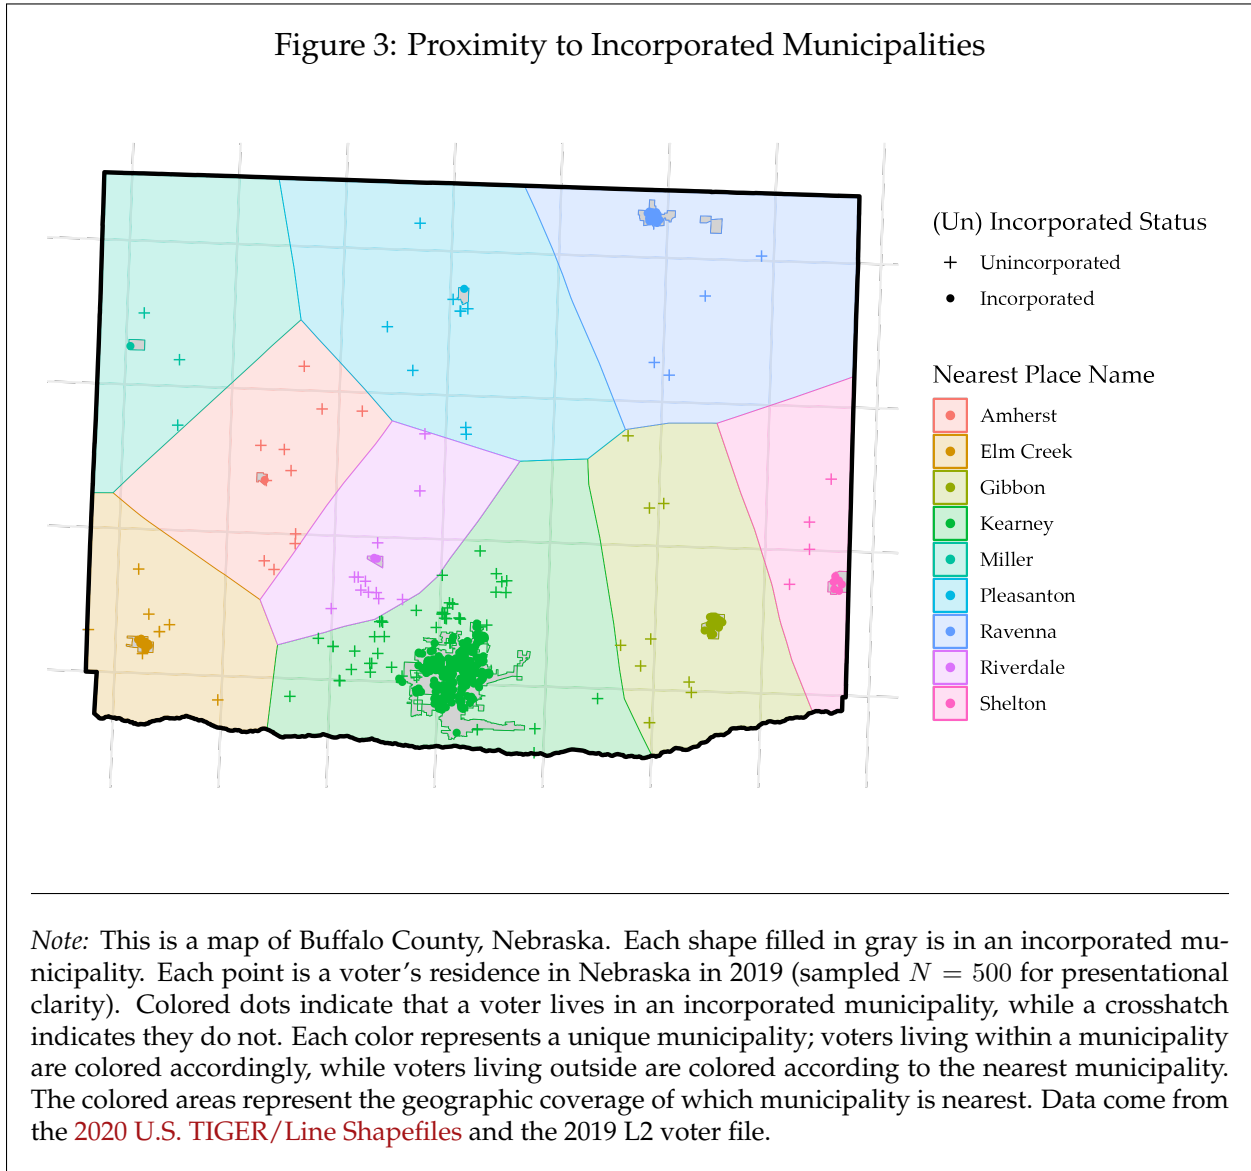 Figure 3: Proximity to Incorporated Municipalities
(Un) Incorporated Status
Unincorporated
Incorporated
Nearest Place Name
Amherst
Elm Creek
Gibbon
Kearney
Miller
Pleasanton
Ravenna
Riverdale
Shelton
Note: This is a map of Buffalo County, Nebraska. Each shape filled in gray is in an incorporated mu-
nicipality. Each point is a voter's residence in Nebraska in 2019 (sampled N = 500 for presentational
clarity). Colored dots indicate that a voter lives in an incorporated municipality, while a crosshatch
indicates they do not. Each color represents a unique municipality; voters living within a municipality
are colored accordingly, while voters living outside are colored according to the nearest municipality.
The colored areas represent the geographic coverage of which municipality is nearest. Data come from
the 2020 U.S. TIGER/Line Shapefiles and the 2019 L2 voter file.